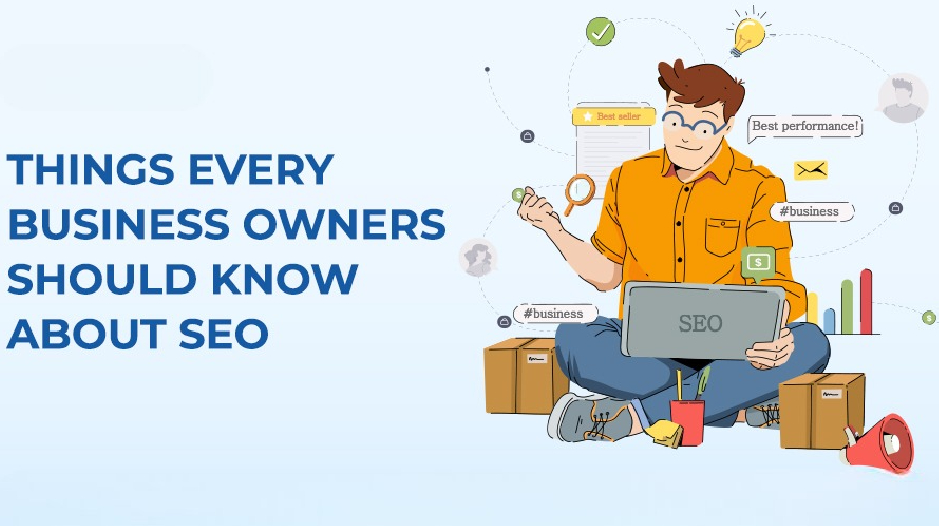 THINGS EVERY
BUSINESS OWNERS
SHOULD KNOW
ABOUT SEO
Best seller
Best performance!
#business
$
$
SEO
#business
$